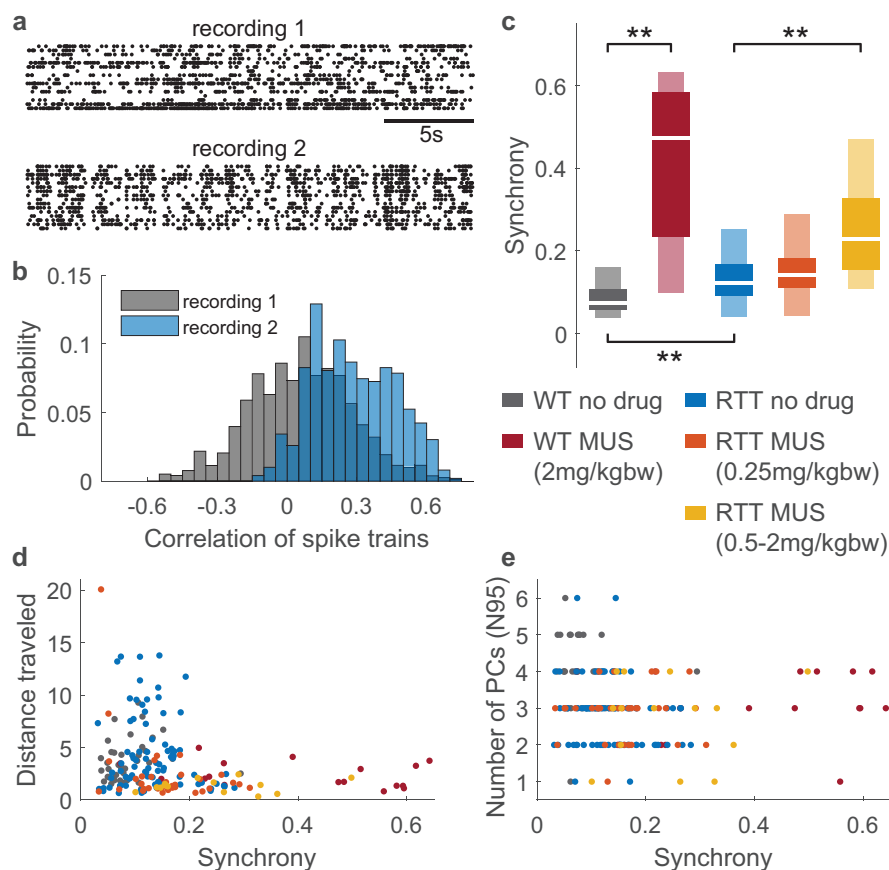 a
recording 1
5s
recording 2
b
0.15
0.1
0.05
0
Probability
recording 1
recording 2
-0.6
-0.3
0
0.3
0.6
Correlation of spike trains
c
**
**
0.6
0.4
0.2
0
Synchrony
**
WT no drug
RTT no drug
WT MUS
(2mg/kgbw)
RTT MUS
(0.25mg/kgbw)
RTT MUS
(0.5-2mg/kgbw)
d
20
15
10
5
0
Distance traveled
0
0.2
0.4
0.6
Synchrony
e
6
5
4
3
2
1
Number of PCs (N95)
0
0.2
0.4
0.6
Synchrony